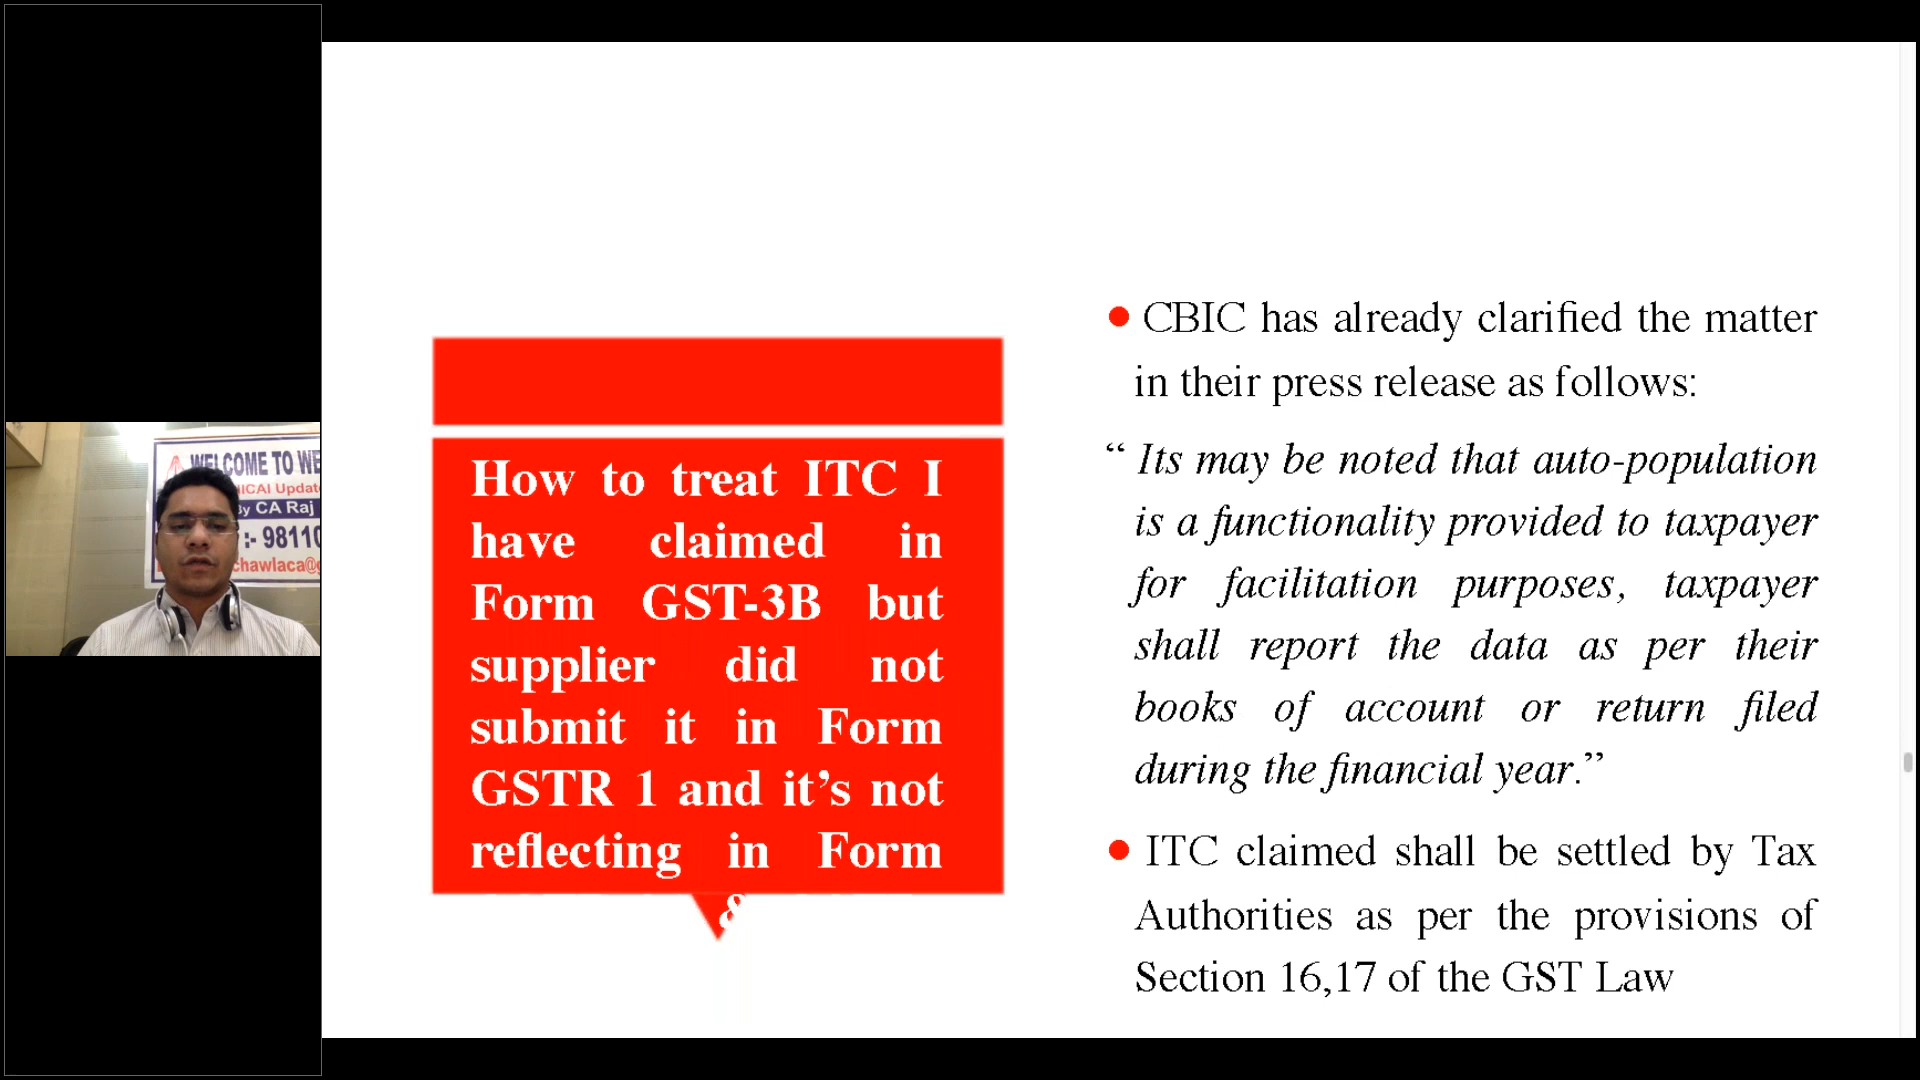 WELCOME TO WE
HICAI Updat
By CA Raj
:- 98110
chawlaca@g
How to treat ITC I
have claimed in
Form GST-3B but
supplier did not
submit it in Form
GSTR 1 and it’s not
reflecting in Form
&
● CBIC has already clarified the matter
in their press release as follows:
“ Its may be noted that auto-population
is a functionality provided to taxpayer
for facilitation purposes, taxpayer
shall report the data as per their
books of account or return filed
during the financial year.”
● ITC claimed shall be settled by Tax
Authorities as per the provisions of
Section 16,17 of the GST Law